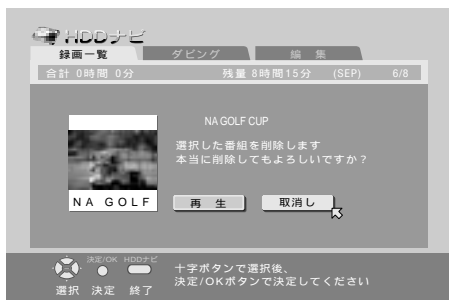 HDDナビ
録画一覧 ダビング 編 集
合計 0時間 0分 残量 8時間15分 (SEP) 6/8
NA GOLF CUP
選択した番組を削除します
本当に削除してもよろしいですか？
NA GOLF
再 生 取消し
決定/OK HDDナビ
選択 決定 終了
十字ボタンで選択後、
決定/OKボタンで決定してください